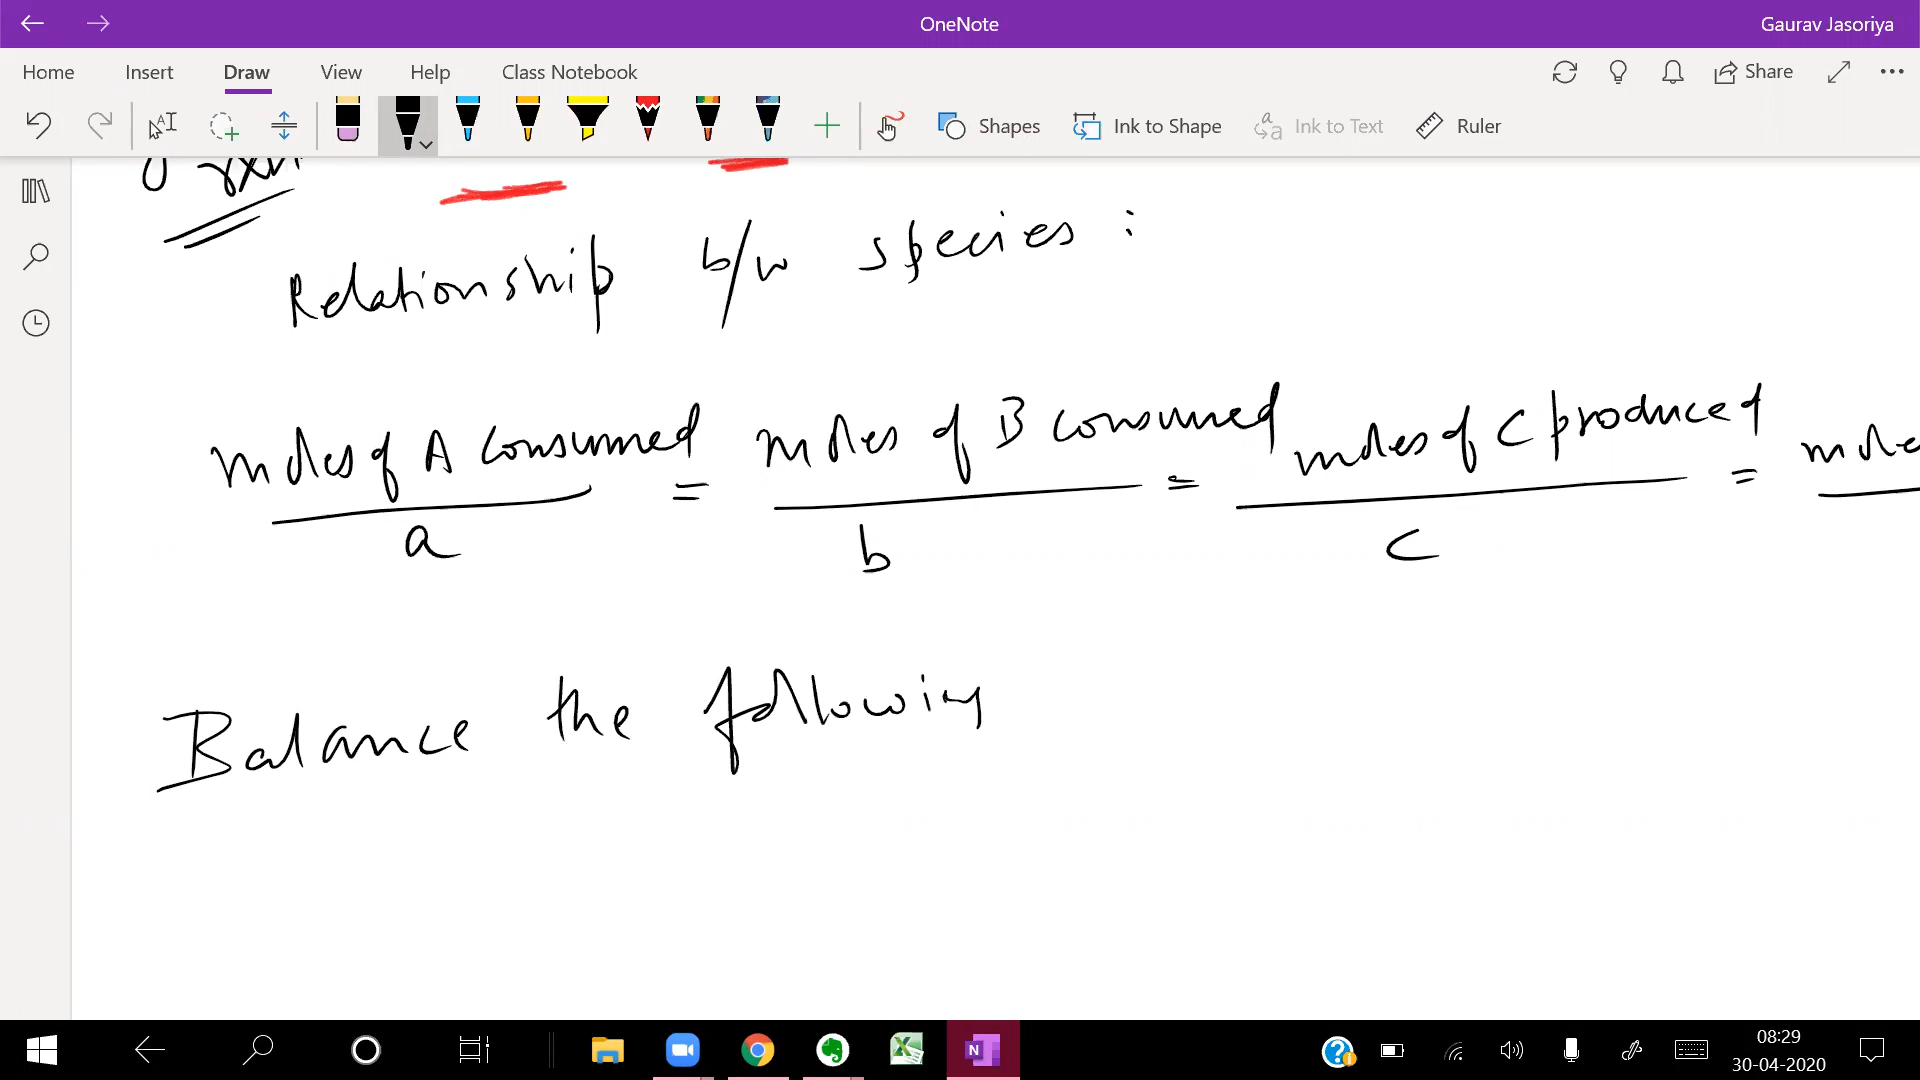 OneNote
Gaurav Jasoriya
Home Insert Draw View Help Class Notebook Share
Shapes Ink to Shape Ink to Text Ruler
rxn
Relationship b/w species :
moles of A consumed = moles of B consumed = moles of C produced = mole
a b c
Balance the following
08:29
30-04-2020